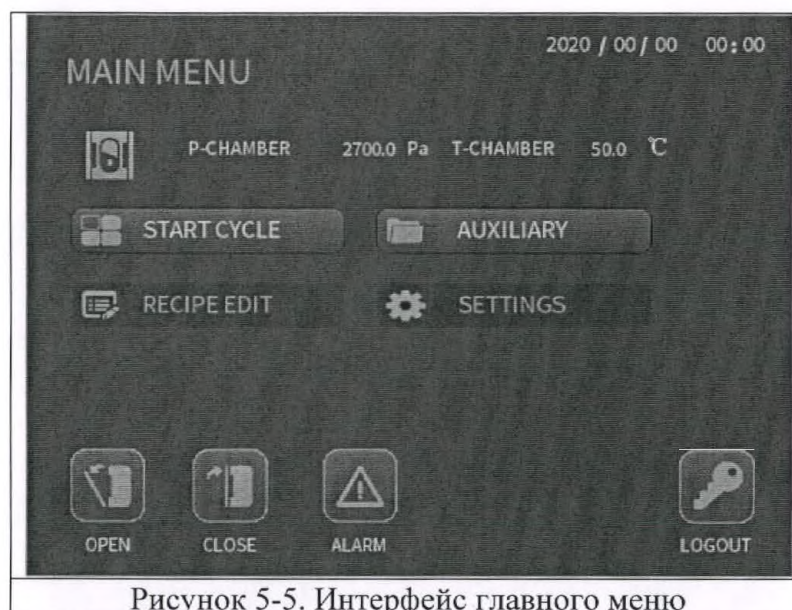 2020 / 00 / 00 00:00
MAIN MENU
P-CHAMBER 2700.0 Pa T-CHAMBER 50.0 ℃
START CYCLE AUXILIARY
RECIPE EDIT SETTINGS
OPEN CLOSE ALARM LOGOUT
Рисунок 5-5. Интерфейс главного меню